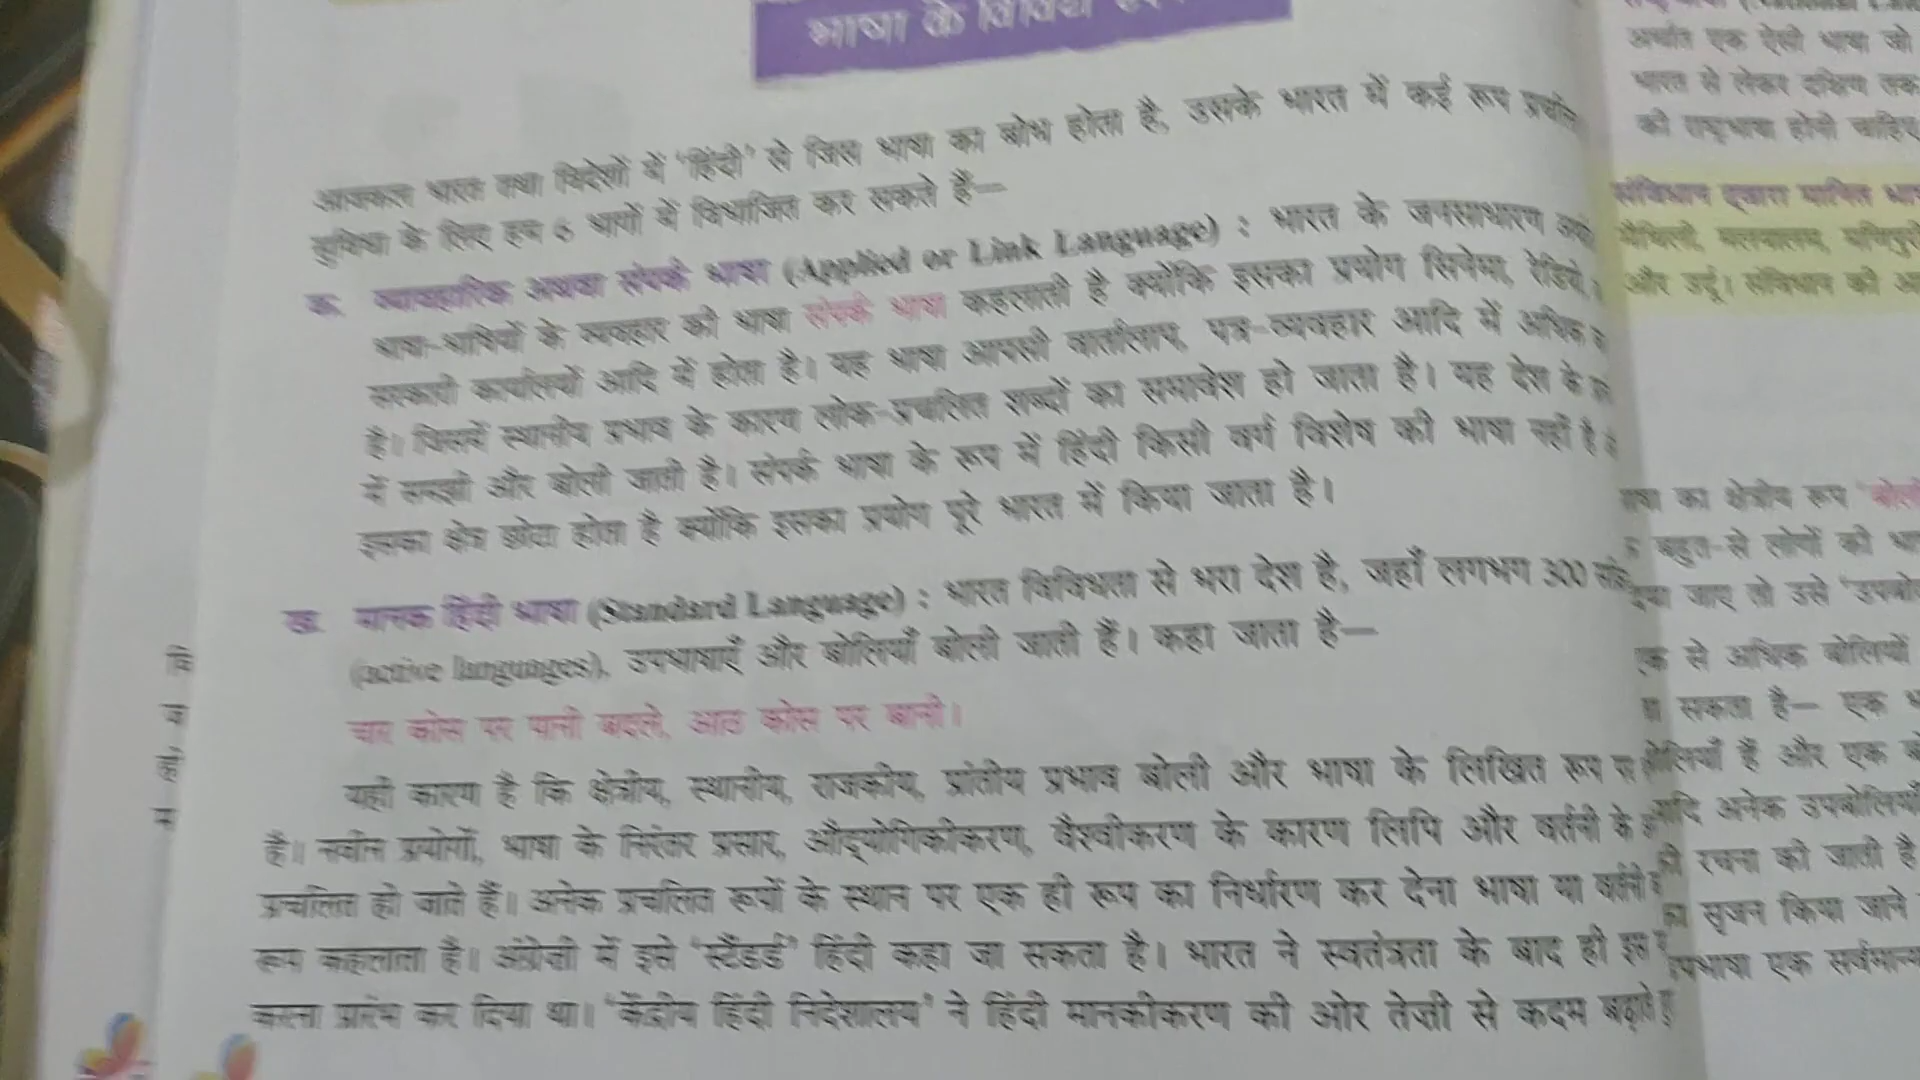 भाषा के विविध
आजकल भारत तथा विदेशों में 'हिंदी' से जिस भाषा का बोध होता है, उसके भारत में कई रूप
सुविधा के लिए हम 6 भागों में विभाजित कर सकते हैं—
क. व्यावहारिक अथवा संपर्क भाषा (Applied or Link Language) : भारत के जनसाधारण
भाषा-भाषियों के व्यवहार की भाषा संपर्क भाषा कहलाती है क्योंकि इसका प्रयोग सिनेमा, रेडियो,
सरकारी कार्यालयों आदि में होता है। यह भाषा आपसी वार्तालाप, पत्र-व्यवहार आदि में अधिक
है। जिसमें स्थानीय प्रभाव के कारण लोक-प्रचलित शब्दों का समावेश हो जाता है। यह देश के
में समझी और बोली जाती है। संपर्क भाषा के रूप में हिंदी किसी वर्ग विशेष की भाषा नहीं है
इसका क्षेत्र छोटा होता है क्योंकि इसका प्रयोग पूरे भारत में किया जाता है।
ख. मानक हिंदी भाषा (Standard Language) : भारत विविधता से भरा देश है, जहाँ लगभग 300
(active languages), उपभाषाएँ और बोलियाँ बोली जाती हैं। कहा जाता है—
चार कोस पर पानी बदले, आठ कोस पर बानी।
यही कारण है कि क्षेत्रीय, स्थानीय, राजकीय, प्रांतीय प्रभाव बोली और भाषा के लिखित रूप
है। नवीन प्रयोगों, भाषा के निरंतर प्रसार, औद्योगिकीकरण, वैश्वीकरण के कारण लिपि और वर्तनी के
प्रचलित हो जाते हैं। अनेक प्रचलित रूपों के स्थान पर एक ही रूप का निर्धारण कर देना भाषा या वर्तनी
रूप कहलाता है। अंग्रेज़ी में इसे 'स्टैंडर्ड' हिंदी कहा जा सकता है। भारत ने स्वतंत्रता के बाद ही इस
करना प्रारंभ कर दिया था। 'केंद्रीय हिंदी निदेशालय' ने हिंदी मानकीकरण की ओर तेज़ी से कदम बढ़ाते
अर्थात एक ऐसी भाषा जो
भारत से लेकर दक्षिण तक
की राष्ट्रभाषा होनी चाहिए
संविधान द्वारा मानित
मैथिली, मलयालम,
और उर्दू। संविधान की
का क्षेत्रीय रूप 'बोली
बहुत-से लोगों की
जाए तो उसे
एक से अधिक बोलियों
सकता है— एक
हैं और एक
अनेक उपबोलियाँ
रचना की जाती है
सृजन किया जाने
एक सर्वमान्य